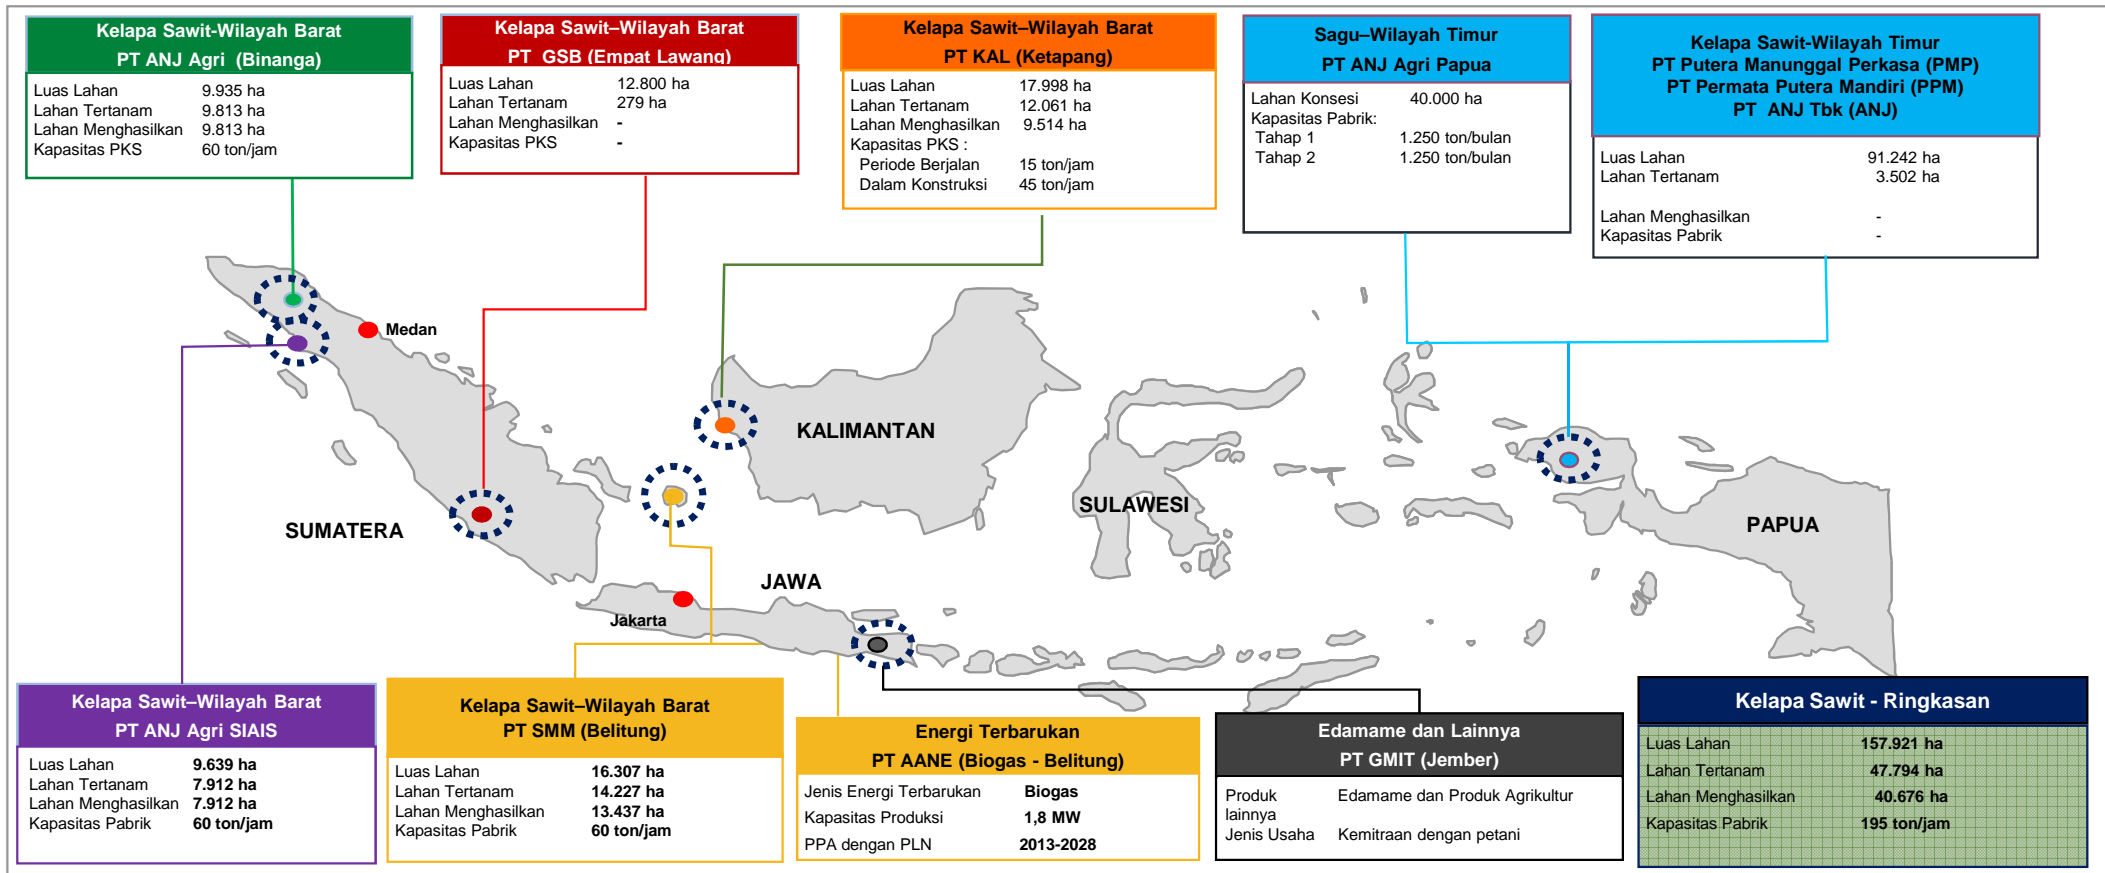 Kelapa Sawit-Wilayah Barat
PT ANJ Agri (Binanga)
Luas Lahan 9.935 ha
Lahan Tertanam 9.813 ha
Lahan Menghasilkan 9.813 ha
Kapasitas PKS 60 ton/jam
Kelapa Sawit–Wilayah Barat
PT GSB (Empat Lawang)
Luas Lahan 12.800 ha
Lahan Tertanam 279 ha
Lahan Menghasilkan -
Kapasitas PKS -
Kelapa Sawit–Wilayah Barat
PT KAL (Ketapang)
Luas Lahan 17.998 ha
Lahan Tertanam 12.061 ha
Lahan Menghasilkan 9.514 ha
Kapasitas PKS :
Periode Berjalan 15 ton/jam
Dalam Konstruksi 45 ton/jam
Sagu–Wilayah Timur
PT ANJ Agri Papua
Lahan Konsesi 40.000 ha
Kapasitas Pabrik:
Tahap 1 1.250 ton/bulan
Tahap 2 1.250 ton/bulan
Kelapa Sawit-Wilayah Timur
PT Putera Manunggal Perkasa (PMP)
PT Permata Putera Mandiri (PPM)
PT ANJ Tbk (ANJ)
Luas Lahan 91.242 ha
Lahan Tertanam 3.502 ha
Lahan Menghasilkan -
Kapasitas Pabrik -
Medan
KALIMANTAN
SULAWESI
SUMATERA
PAPUA
JAWA
Jakarta
Kelapa Sawit–Wilayah Barat
PT ANJ Agri SIAIS
Luas Lahan 9.639 ha
Lahan Tertanam 7.912 ha
Lahan Menghasilkan 7.912 ha
Kapasitas Pabrik 60 ton/jam
Kelapa Sawit–Wilayah Barat
PT SMM (Belitung)
Luas Lahan 16.307 ha
Lahan Tertanam 14.227 ha
Lahan Menghasilkan 13.437 ha
Kapasitas Pabrik 60 ton/jam
Energi Terbarukan
PT AANE (Biogas - Belitung)
Jenis Energi Terbarukan Biogas
Kapasitas Produksi 1,8 MW
PPA dengan PLN 2013-2028
Edamame dan Lainnya
PT GMIT (Jember)
Produk Edamame dan Produk Agrikultur
lainnya
Jenis Usaha Kemitraan dengan petani
Kelapa Sawit - Ringkasan
Luas Lahan 157.921 ha
Lahan Tertanam 47.794 ha
Lahan Menghasilkan 40.676 ha
Kapasitas Pabrik 195 ton/jam